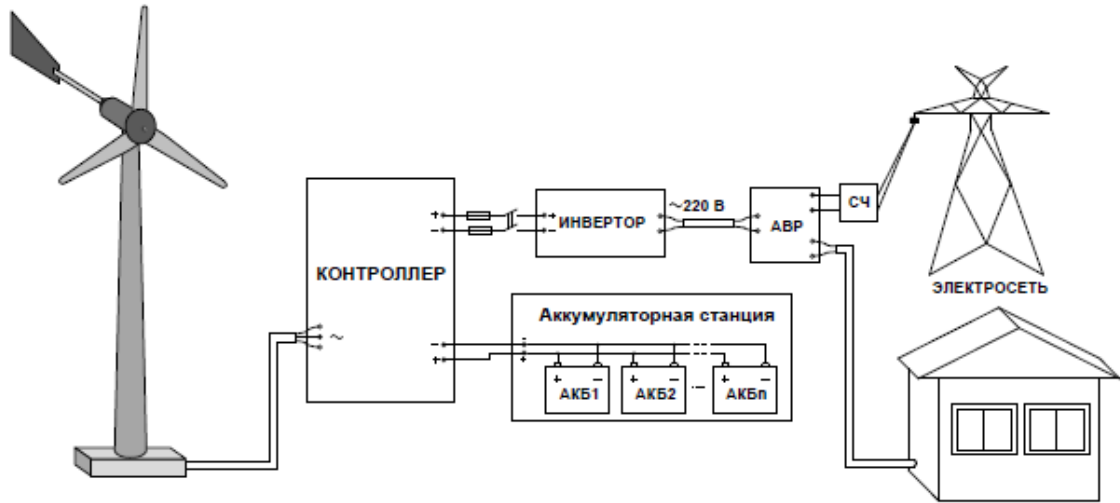 КОНТРОЛЛЕР
+
−
~
−
+
+
−
ИНВЕРТОР
~220 В
АВР
СЧ
ЭЛЕКТРОСЕТЬ
Аккумуляторная станция
-
+
+ −
АКБ1
+ −
АКБ2
+ −
АКБn